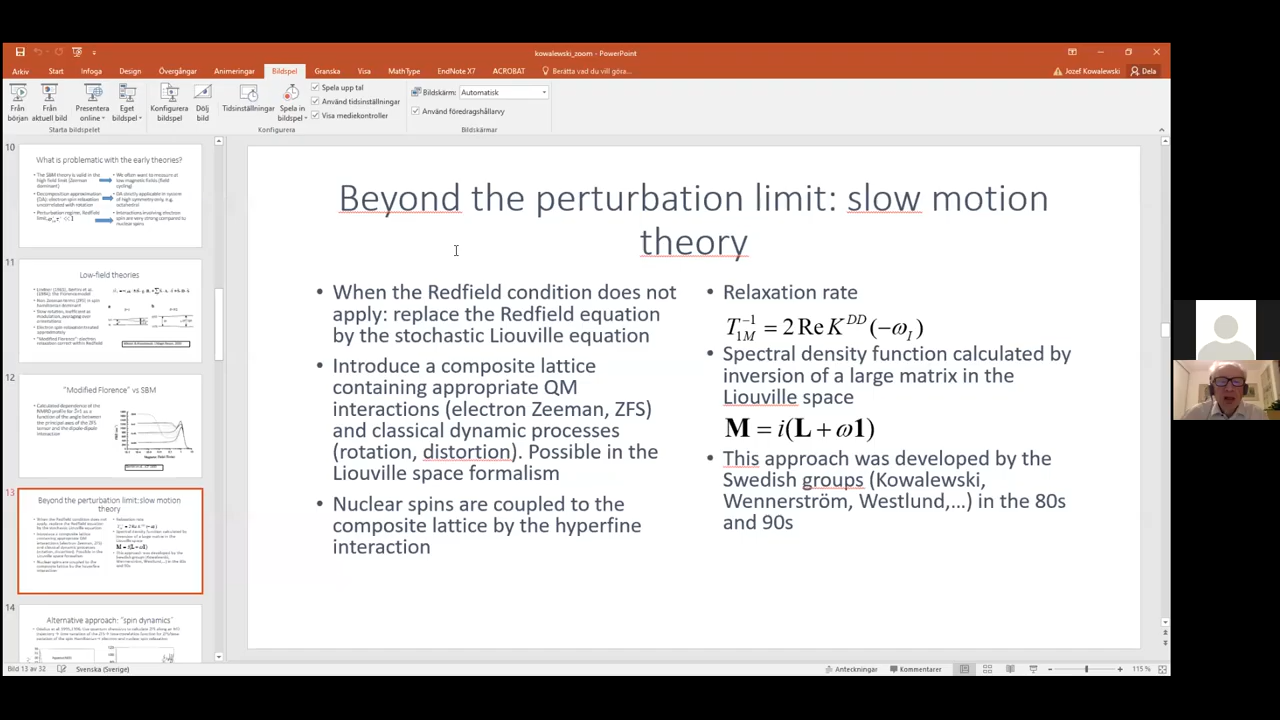 kowalewski_zoom - PowerPoint
Arkiv Start Infoga Design Övergångar Animeringar Bildspel Granska Visa MathType EndNote X7 ACROBAT Berätta vad du vill göra... Jozef Kowalewski Dela
Från början
Från aktuell bild
Presentera online
Eget bildspel
Konfigurera bildspel
Dölj bild
Tidsinställningar
Spela in bildspel
Spela upp tal
Använd tidsinställningar
Visa mediekontroller
Bildskärm: Automatisk
Använd föredragshållarvy
Starta bildspelet
Konfigurera
Bildskärmar
10
What is problematic with the early theories?
11
Low-field theories
12
"Modified Florence" vs SBM
13
Beyond the perturbation limit: slow motion
theory
14
Alternative approach: "spin dynamics"
Beyond the perturbation limit: slow motion
theory
• When the Redfield condition does not
apply: replace the Redfield equation
by the stochastic Liouville equation
• Introduce a composite lattice
containing appropriate QM
interactions (electron Zeeman, ZFS)
and classical dynamic processes
(rotation, distortion). Possible in the
Liouville space formalism
• Nuclear spins are coupled to the
composite lattice by the hyperfine
interaction
• Relaxation rate
T_{1M}^{-1} = 2 Re K^{DD}(−ω_I)
• Spectral density function calculated by
inversion of a large matrix in the
Liouville space
M = i(L + ω1)
• This approach was developed by the
Swedish groups (Kowalewski,
Wennerström, Westlund,...) in the 80s
and 90s
Bild 13 av 32 Svenska (Sverige) Anteckningar Kommentarer 115 %